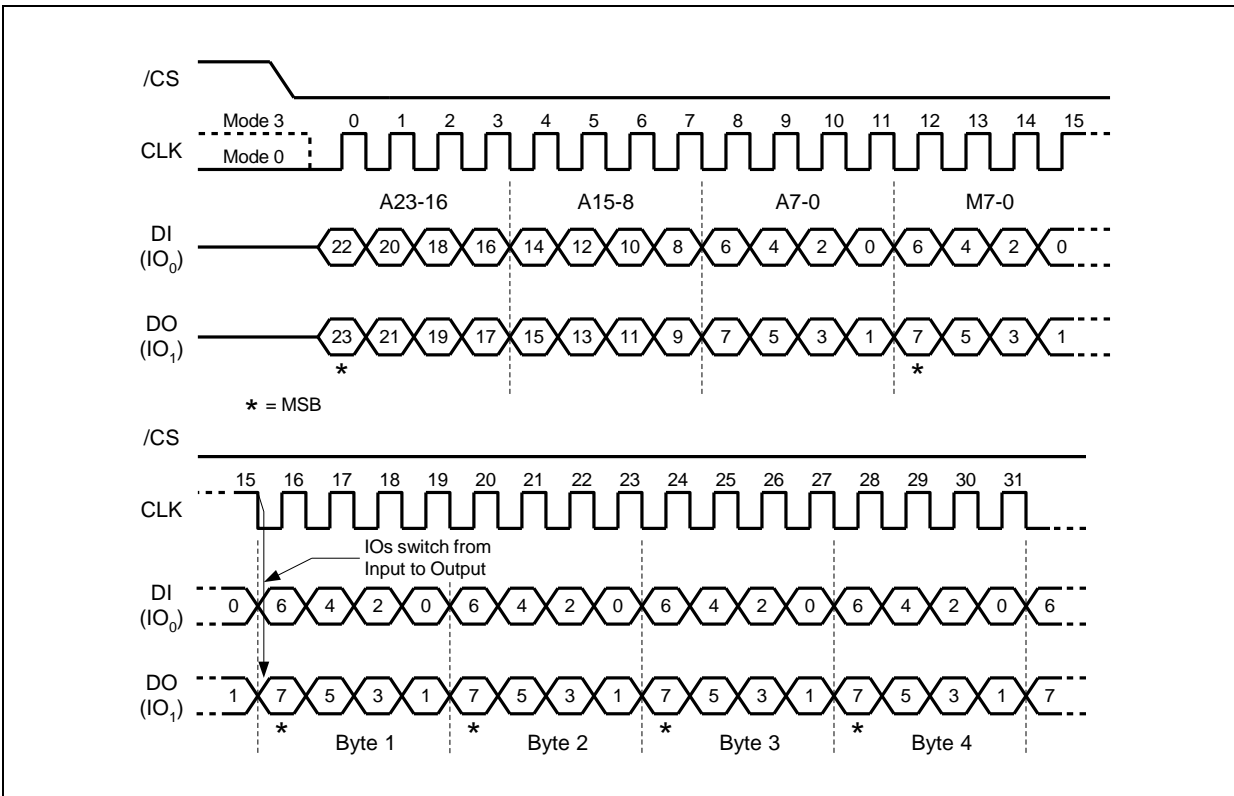 /CS
Mode 3
0 1 2 3 4 5 6 7 8 9 10 11 12 13 14 15
CLK
Mode 0
A23-16 A15-8 A7-0 M7-0
DI
(IO0)
22 20 18 16 14 12 10 8 6 4 2 0 6 4 2 0
DO
(IO1)
23 21 19 17 15 13 11 9 7 5 3 1 7 5 3 1
* *
* = MSB
/CS
15 16 17 18 19 20 21 22 23 24 25 26 27 28 29 30 31
CLK
IOs switch from
Input to Output
DI
(IO0)
0 6 4 2 0 6 4 2 0 6 4 2 0 6 4 2 0 6
DO
(IO1)
1 7 5 3 1 7 5 3 1 7 5 3 1 7 5 3 1 7
* * * *
Byte 1 Byte 2 Byte 3 Byte 4